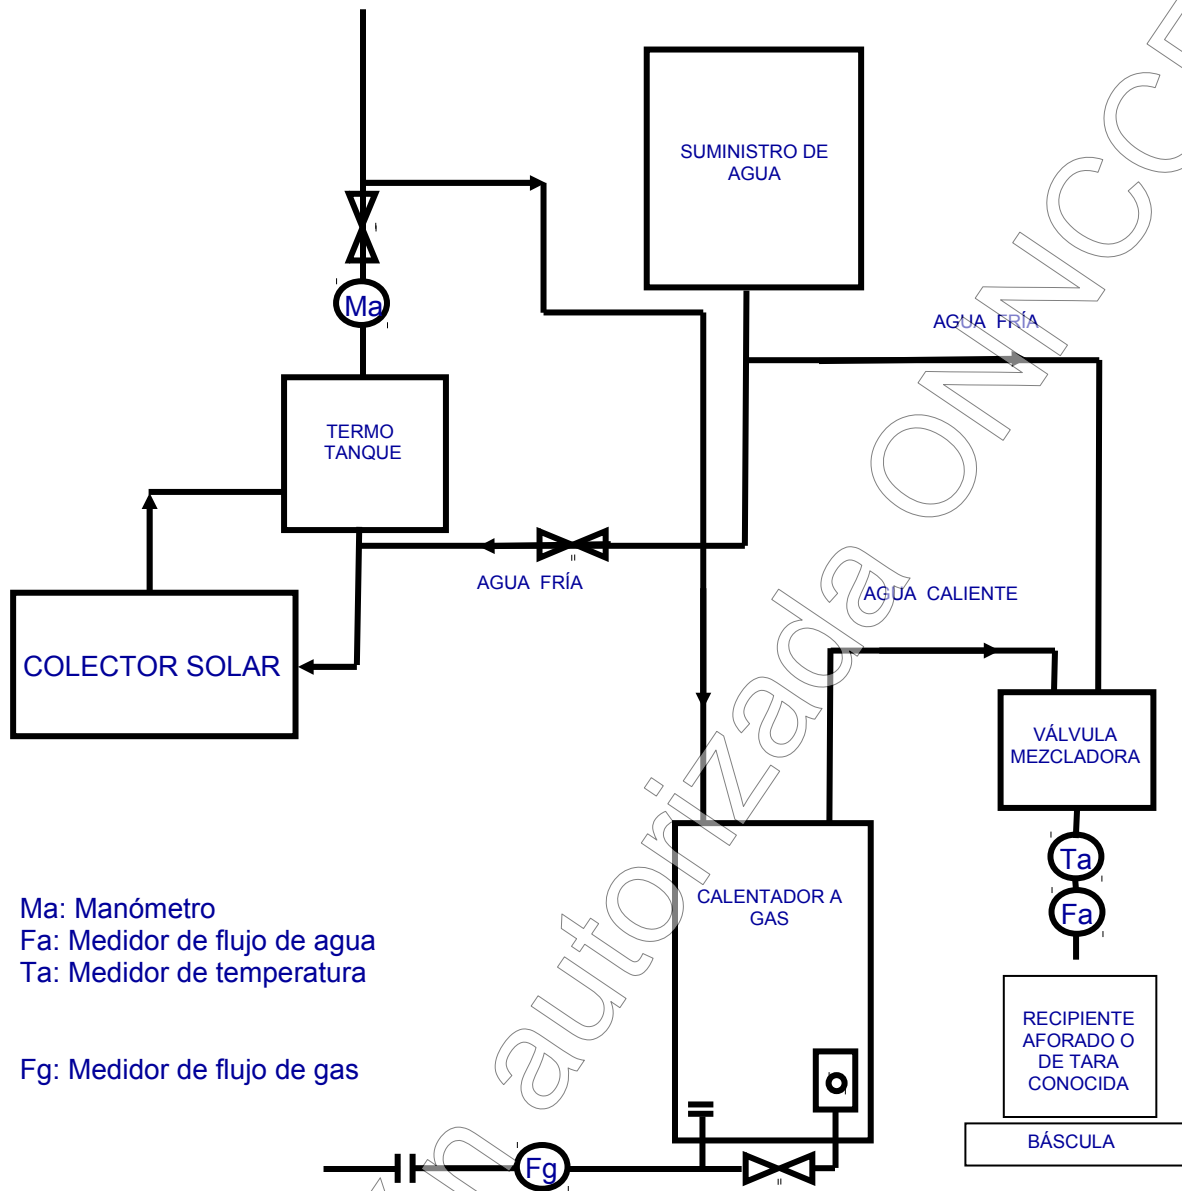 SUMINISTRO DE
AGUA
Ma
AGUA FRÍA
TERMO
TANQUE
AGUA FRÍA
AGUA CALIENTE
COLECTOR SOLAR
VÁLVULA
MEZCLADORA
Ta
CALENTADOR A
GAS
Fa
Ma: Manómetro
Fa: Medidor de flujo de agua
Ta: Medidor de temperatura
RECIPIENTE
AFORADO O
DE TARA
CONOCIDA
Fg: Medidor de flujo de gas
BÁSCULA
Fg
autorizada